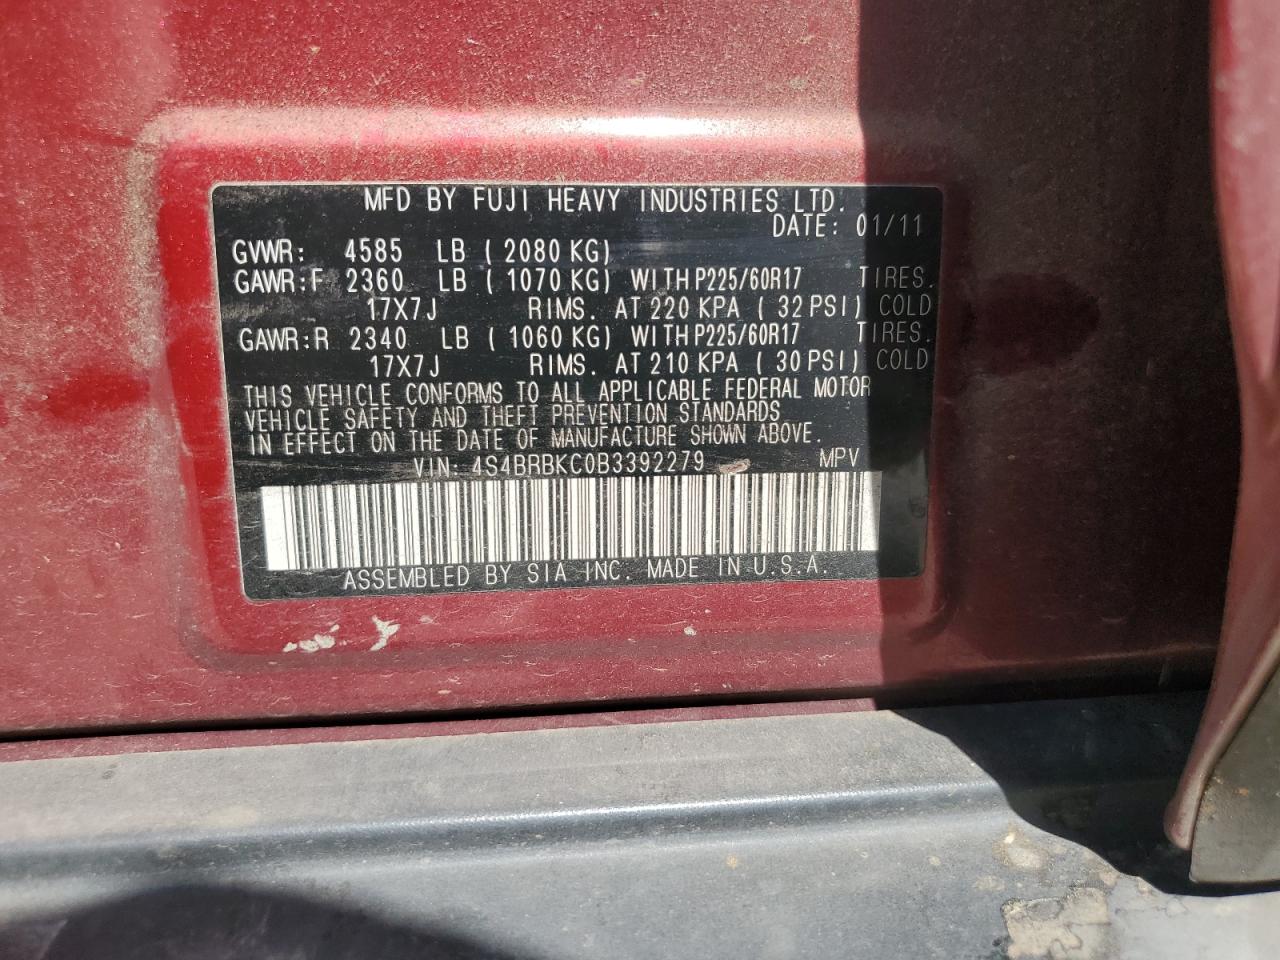 MFD BY FUJI HEAVY INDUSTRIES LTD.
DATE: 01/11
GVWR: 4585 LB ( 2080 KG)
GAWR:F 2360 LB ( 1070 KG) WITH P225/60R17 TIRES.
17X7J RIMS. AT 220 KPA ( 32 PSI) COLD
GAWR:R 2340 LB ( 1060 KG) WITH P225/60R17 TIRES.
17X7J RIMS. AT 210 KPA ( 30 PSI) COLD
THIS VEHICLE CONFORMS TO ALL APPLICABLE FEDERAL MOTOR
VEHICLE SAFETY AND THEFT PREVENTION STANDARDS
IN EFFECT ON THE DATE OF MANUFACTURE SHOWN ABOVE.
VIN: 4S4BRBKC0B3392279 MPV
ASSEMBLED BY SIA INC. MADE IN U.S.A.